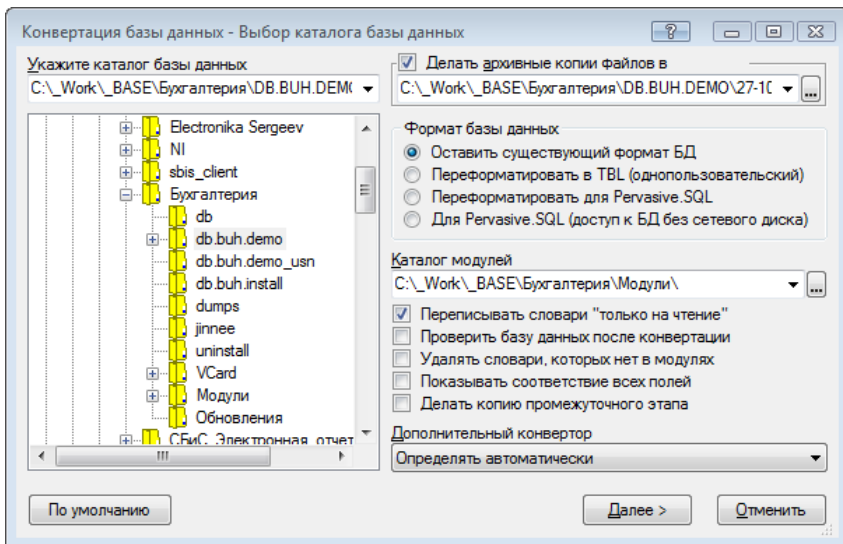 Конвертация базы данных - Выбор каталога базы данных
Укажите каталог базы данных
C:\_Work\_BASE\Бухгалтерия\DB.BUH.DEM
Electronika Sergeev
NI
sbis_client
Бухгалтерия
db
db.buh.demo
db.buh.demo_usn
db.buh.install
dumps
jinnee
uninstall
VCard
Модули
Обновления
СБиС Электронная отчет
По умолчанию
Делать архивные копии файлов в
C:\_Work\_BASE\Бухгалтерия\DB.BUH.DEMO\27-10
...
Формат базы данных
Оставить существующий формат БД
Переформатировать в TBL (однопользовательский)
Переформатировать для Pervasive.SQL
Для Pervasive.SQL (доступ к БД без сетевого диска)
Каталог модулей
C:\_Work\_BASE\Бухгалтерия\Модули\
...
Переписывать словари "только на чтение"
Проверить базу данных после конвертации
Удалять словари, которых нет в модулях
Показывать соответствие всех полей
Делать копию промежуточного этапа
Дополнительный конвертор
Определять автоматически
Далее >
Отменить